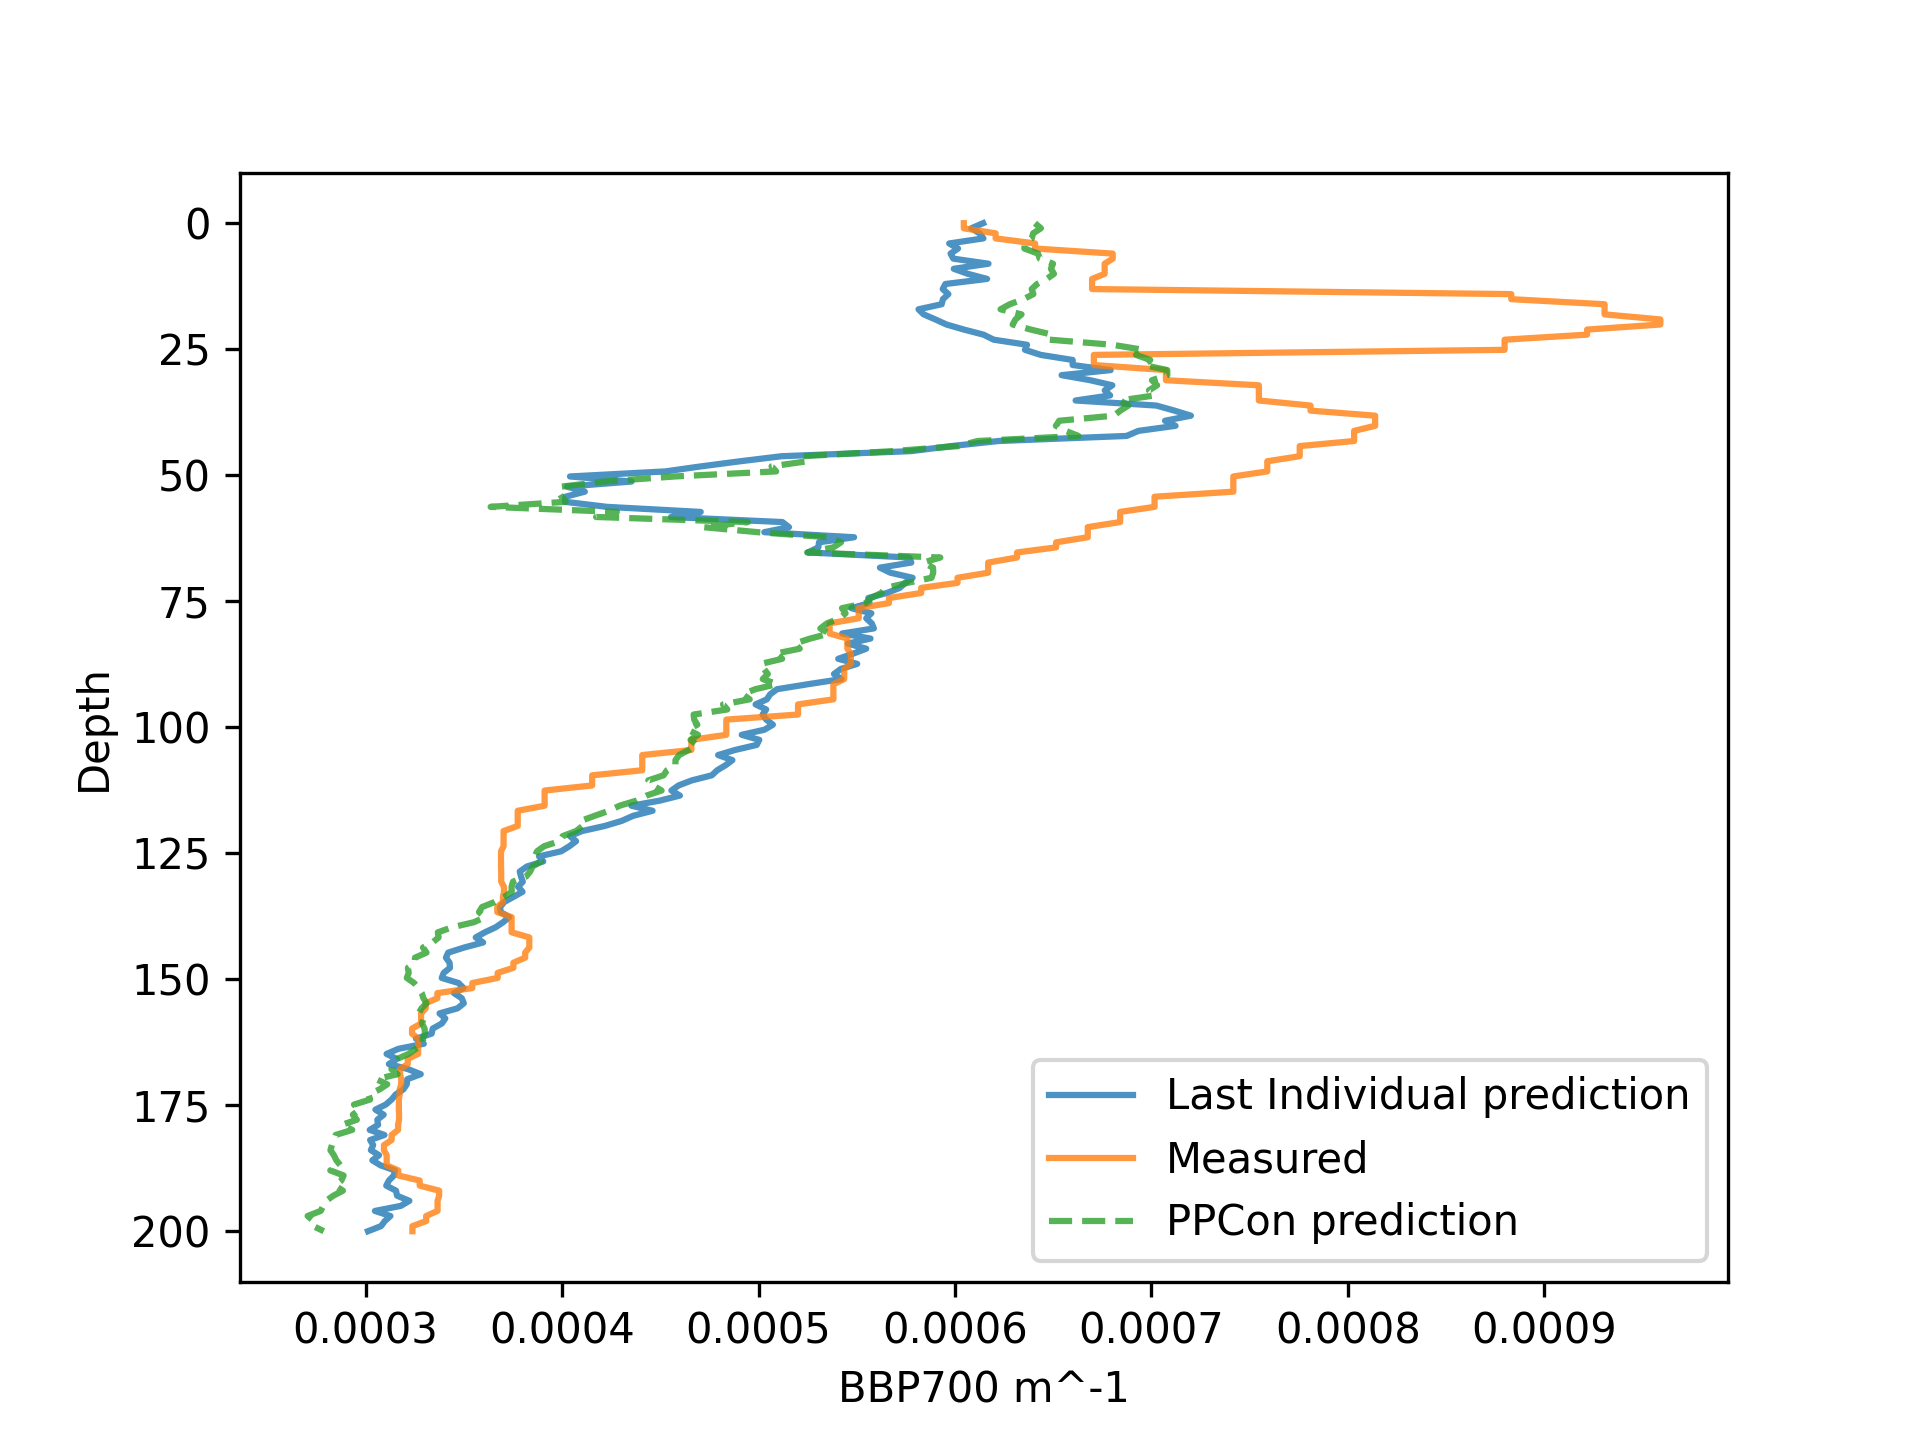 0
25
50
75
100
125
150
175
200
Depth
0.0003 0.0004 0.0005 0.0006 0.0007 0.0008 0.0009
BBP700 m^-1
Last Individual prediction
Measured
PPCon prediction